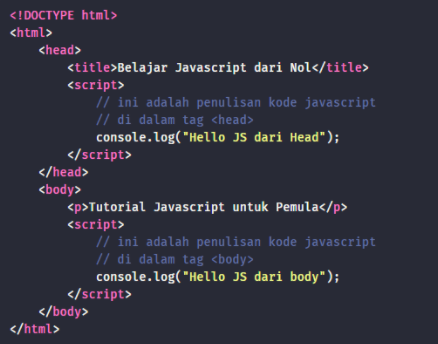 <!DOCTYPE html>
<html>
    <head>
        <title>Belajar Javascript dari Nol</title>
        <script>
            // ini adalah penulisan kode javascript
            // di dalam tag <head>
            console.log("Hello JS dari Head");
        </script>
    </head>
    <body>
        <p>Tutorial Javascript untuk Pemula</p>
        <script>
            // ini adalah penulisan kode javascript
            // di dalam tag <body>
            console.log("Hello JS dari body");
        </script>
    </body>
</html>